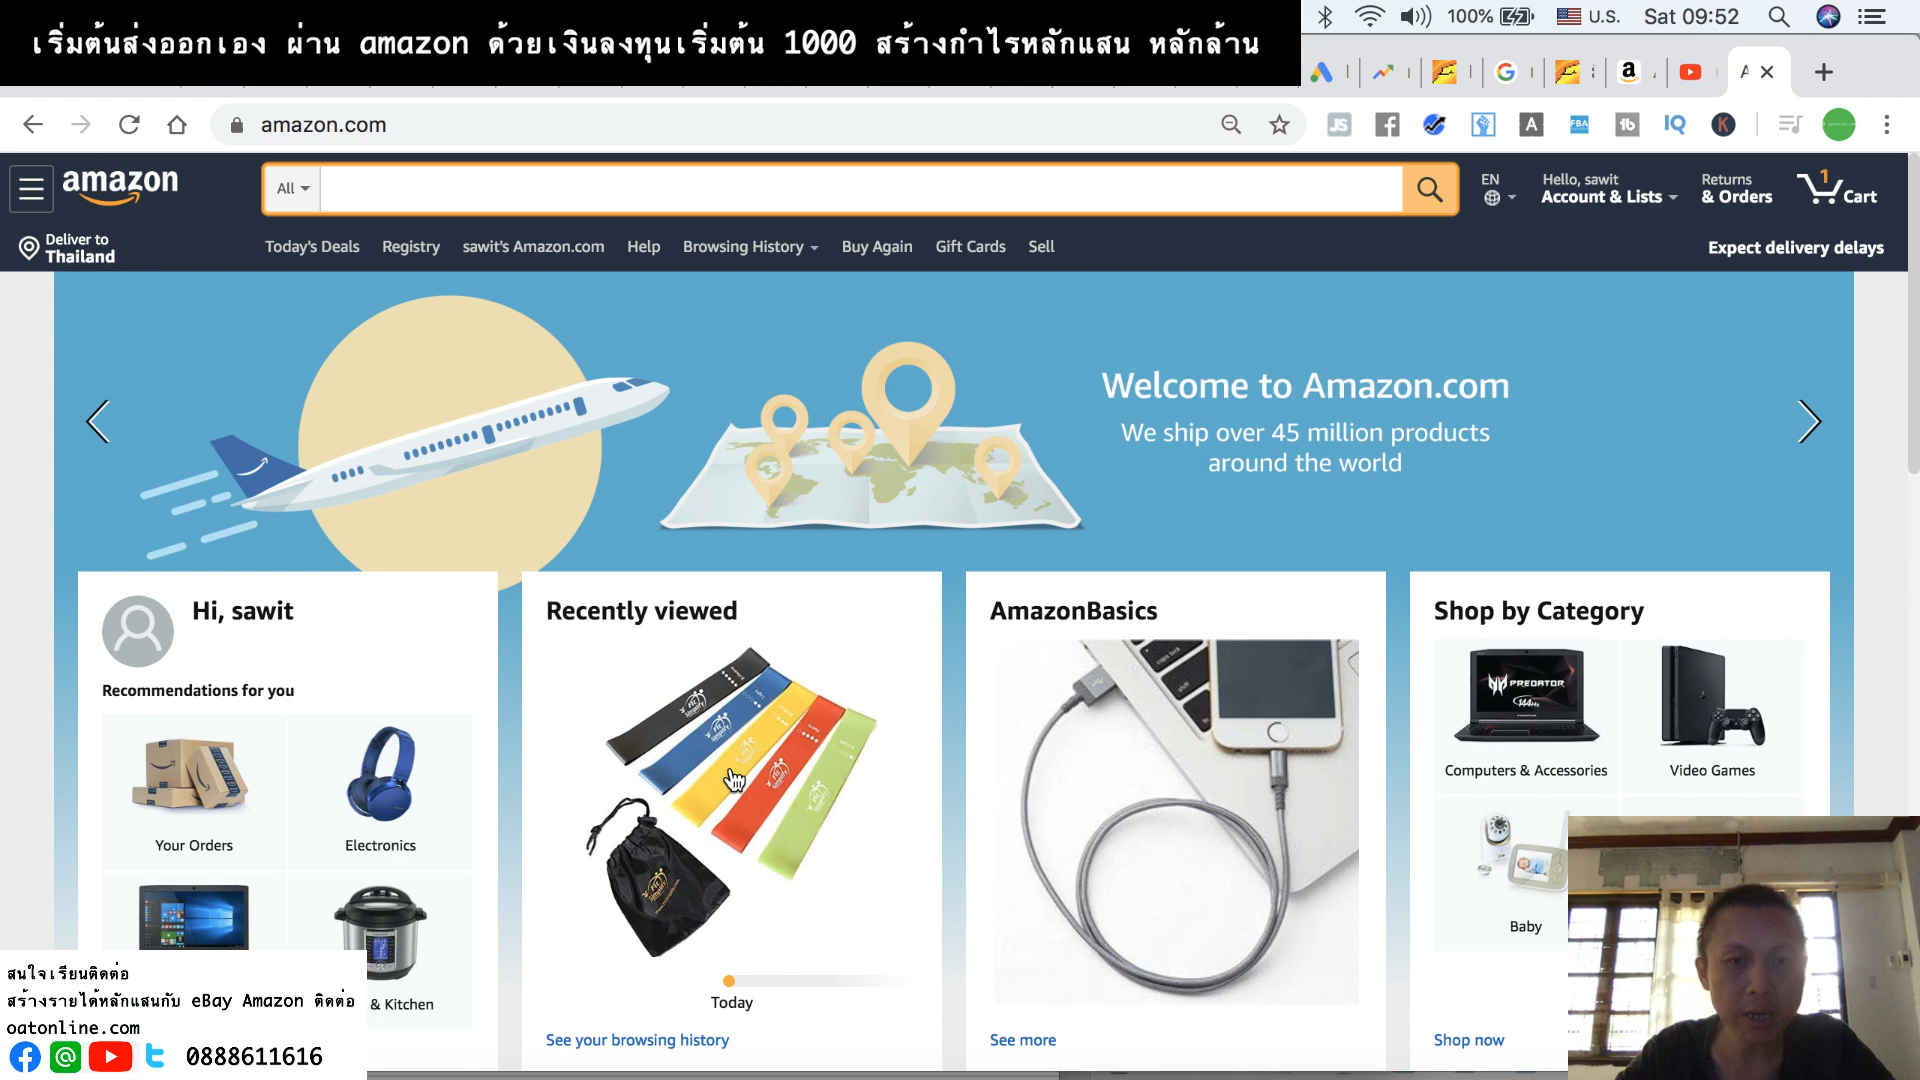 เริ่มต้นส่งออกเอง ผ่าน amazon ด้วยเงินลงทุนเริ่มต้น 1000 สร้างกำไรหลักแสน หลักล้าน
100%
U.S.
Sat 09:52
amazon.com
amazon
All
EN
Hello, sawit
Account & Lists
Returns
& Orders
1
Cart
Deliver to
Thailand
Today's Deals
Registry
sawit's Amazon.com
Help
Browsing History
Buy Again
Gift Cards
Sell
Expect delivery delays
Welcome to Amazon.com
We ship over 45 million products
around the world
Hi, sawit
Recommendations for you
Your Orders
Electronics
& Kitchen
Recently viewed
Today
See your browsing history
AmazonBasics
See more
Shop by Category
PREDATOR
144Hz
Computers & Accessories
Video Games
Baby
Shop now
สนใจเรียนติดต่อ
สร้างรายได้หลักแสนกับ eBay Amazon ติดต่อ
oatonline.com
0888611616